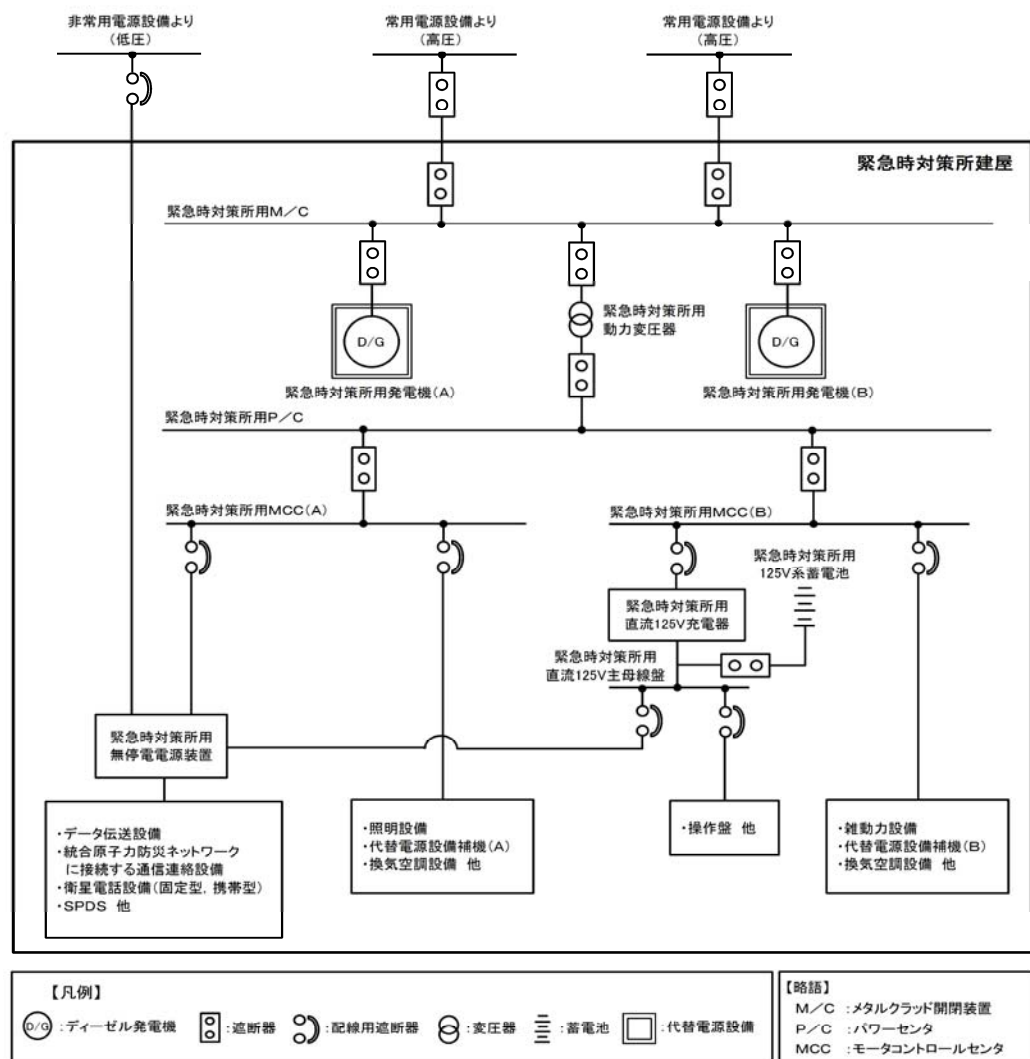 非常用電源設備より
(低圧)
常用電源設備より
(高圧)
常用電源設備より
(高圧)
緊急時対策所建屋
緊急時対策所用M/C
D/G
緊急時対策所用発電機(A)
緊急時対策所用
動力変圧器
D/G
緊急時対策所用発電機(B)
緊急時対策所用P/C
緊急時対策所用MCC(A)
緊急時対策所用MCC(B)
緊急時対策所用
125V系蓄電池
緊急時対策所用
直流125V充電器
緊急時対策所用
直流125V主母線盤
緊急時対策所用
無停電電源装置
・データ伝送設備
・統合原子力防災ネットワーク
に接続する通信連絡設備
・衛星電話設備(固定型,携帯型)
・SPDS 他
・照明設備
・代替電源設備補機(A)
・換気空調設備 他
・操作盤 他
・雑動力設備
・代替電源設備補機(B)
・換気空調設備 他
【凡例】
D/G :ディーゼル発電機 :遮断器 :配線用遮断器 :変圧器 :蓄電池 :代替電源設備
【略語】
M/C :メタルクラッド開閉装置
P/C :パワーセンタ
MCC :モータコントロールセンタ